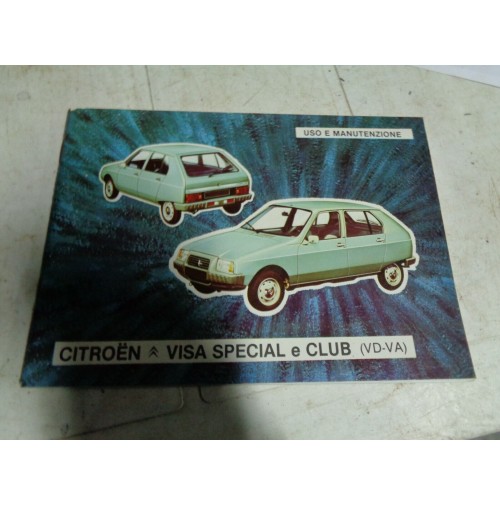 USO E MANUTENZIONE
CITROËN VISA SPECIAL e CLUB (VD-VA)